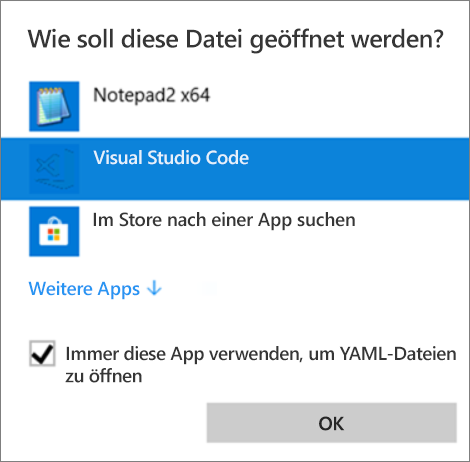 Wie soll diese Datei geöffnet werden?
Notepad2 x64
Visual Studio Code
Im Store nach einer App suchen
Weitere Apps ↓
Immer diese App verwenden, um YAML-Dateien
zu öffnen
OK